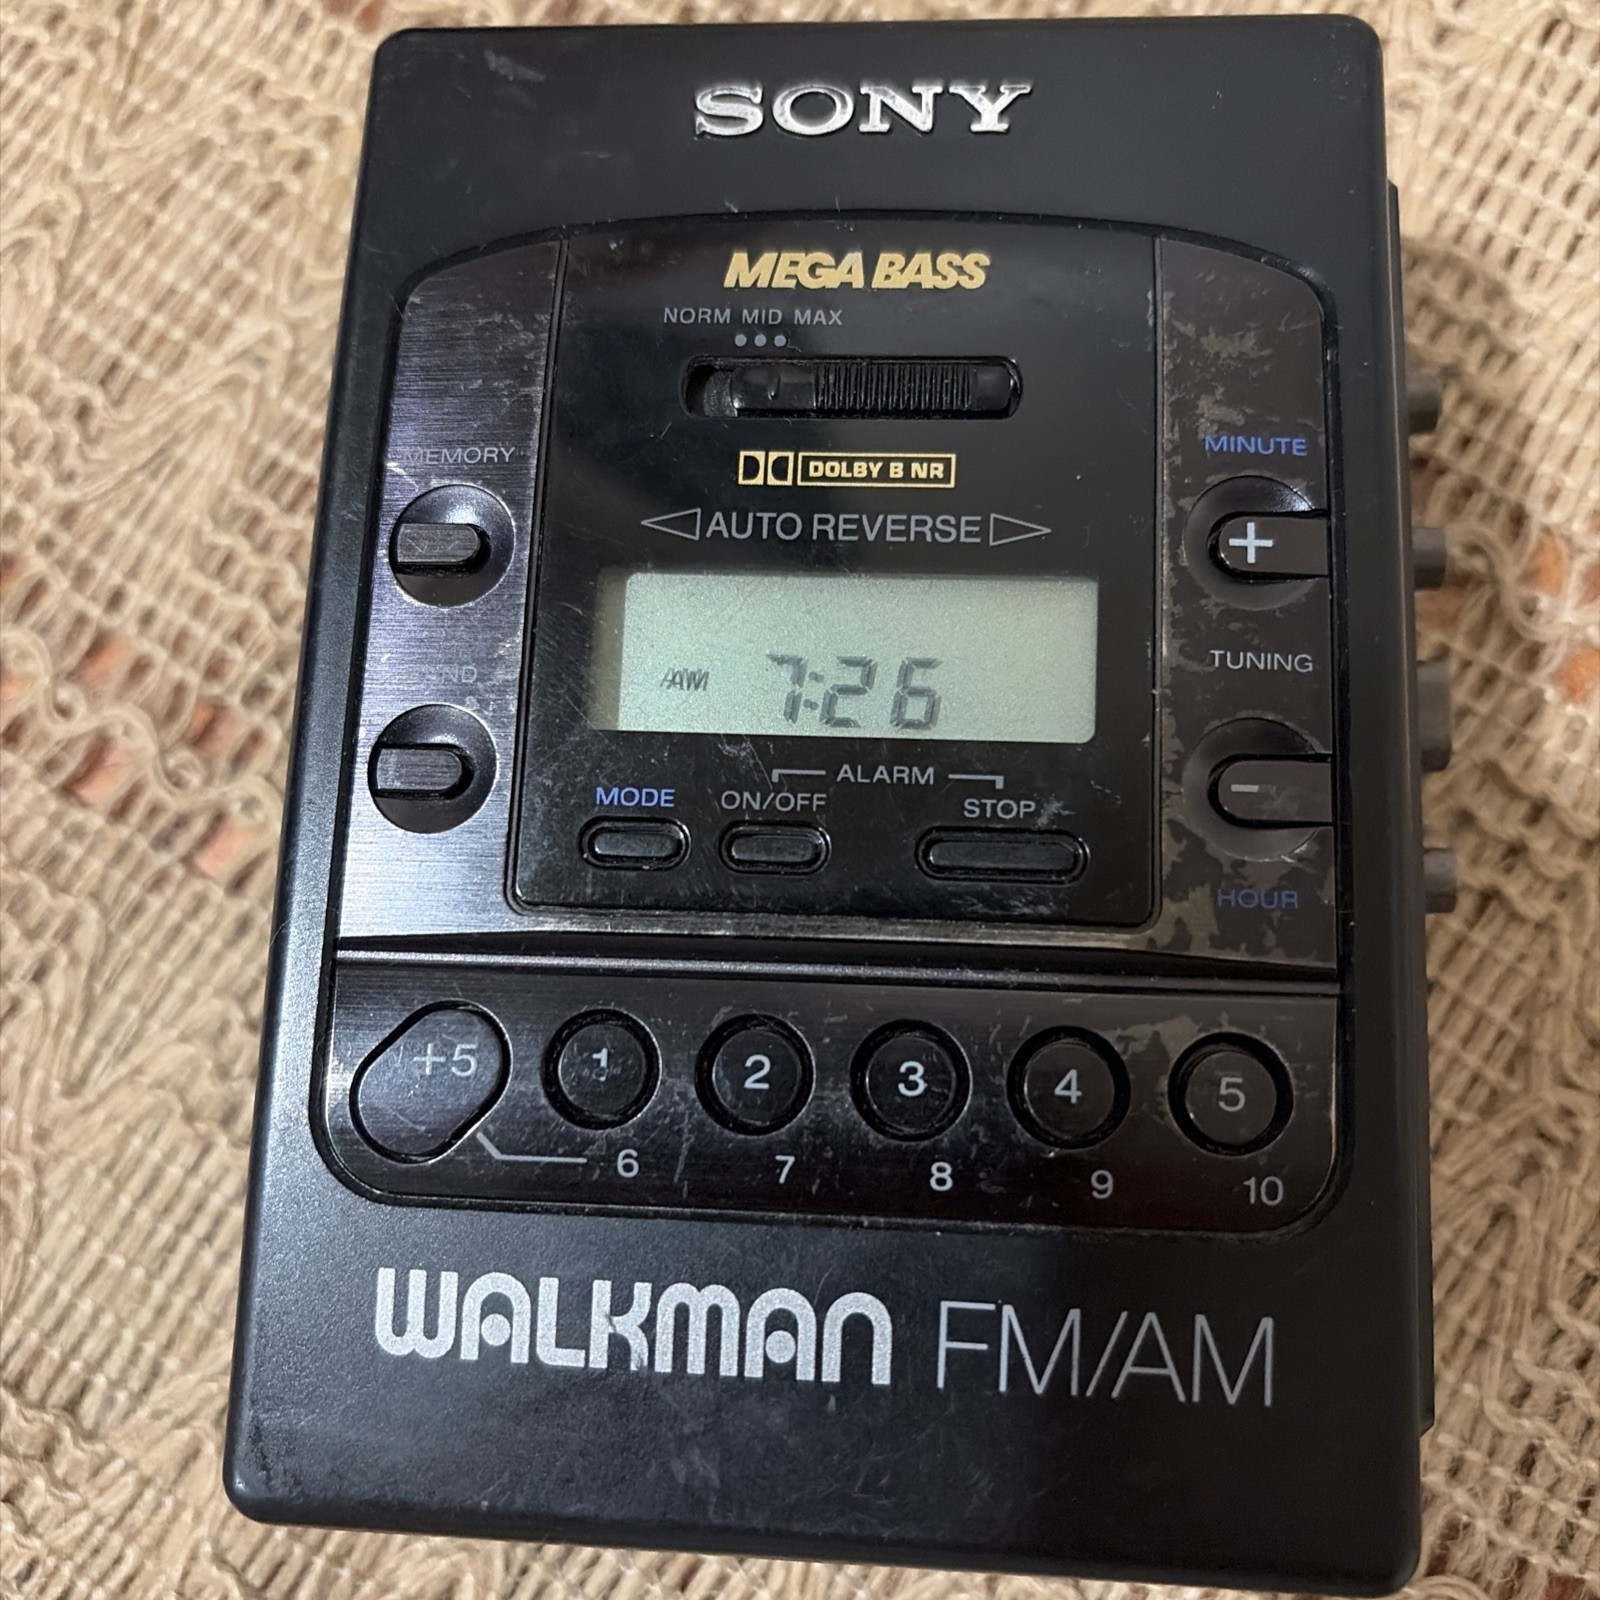 SONY
MEGA BASS
NORM MID MAX
MEMORY
MINUTE
DOLBY B NR
AUTO REVERSE
+
TUNING
AM 7:26
ALARM
MODE ON/OFF STOP
-
HOUR
+5 1 2 3 4 5
6 7 8 9 10
WALKMAN FM/AM